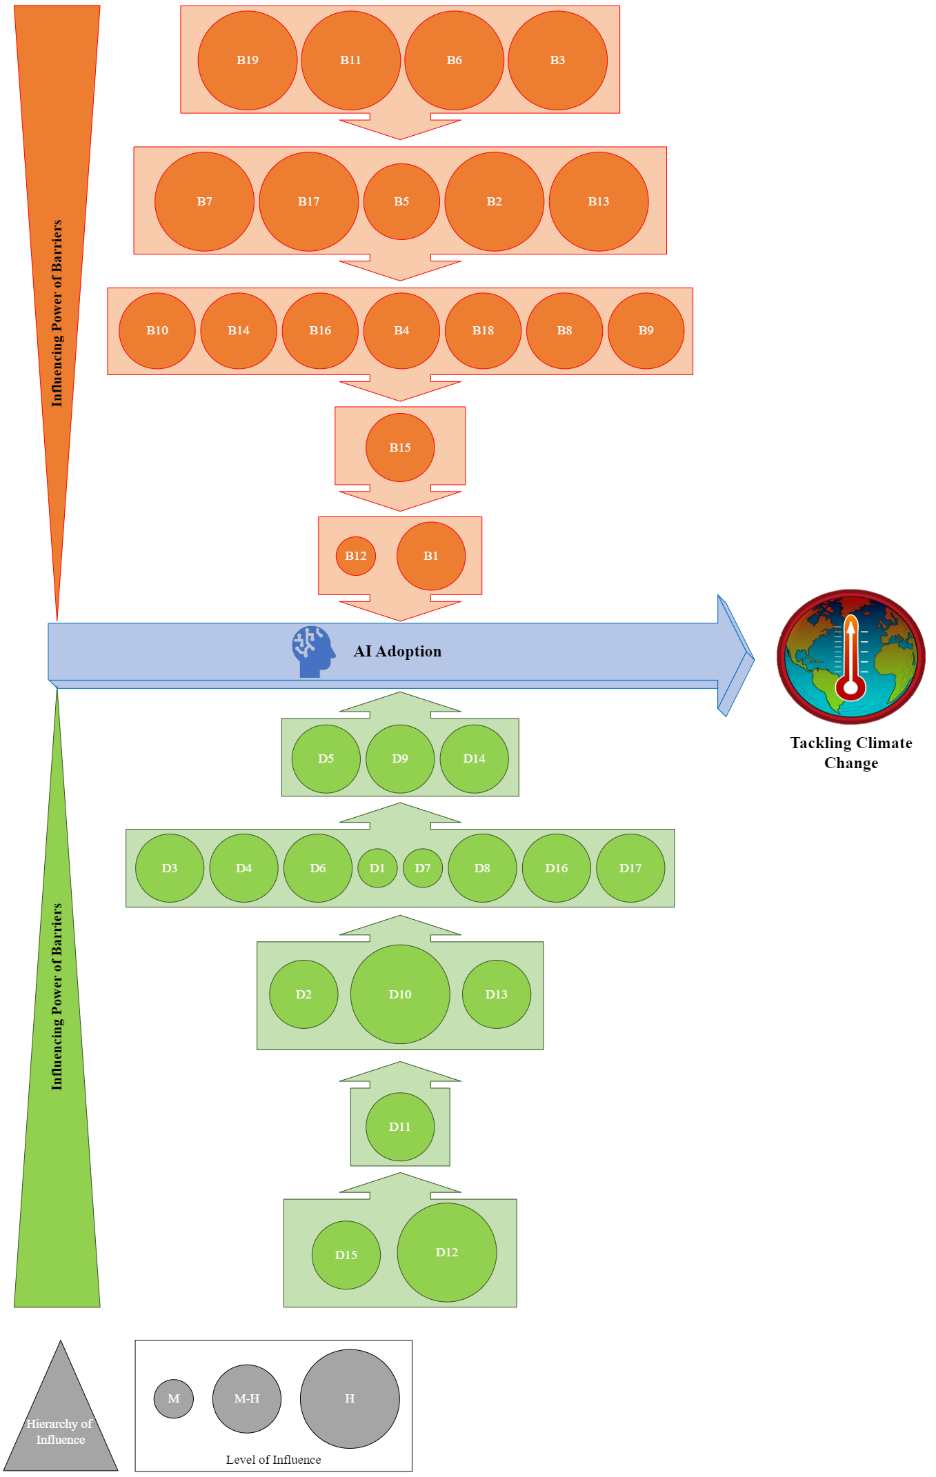 B19 B11 B6 B3
B7 B17 B5 B2 B13
Influencing Power of Barriers
B10 B14 B16 B4 B18 B8 B9
B15
B12 B1
AI Adoption
Tackling Climate
Change
D5 D9 D14
D3 D4 D6 D1 D7 D8 D16 D17
Influencing Power of Barriers
D2 D10 D13
D11
D15 D12
Hierarchy of
Influence
M M-H H
Level of Influence